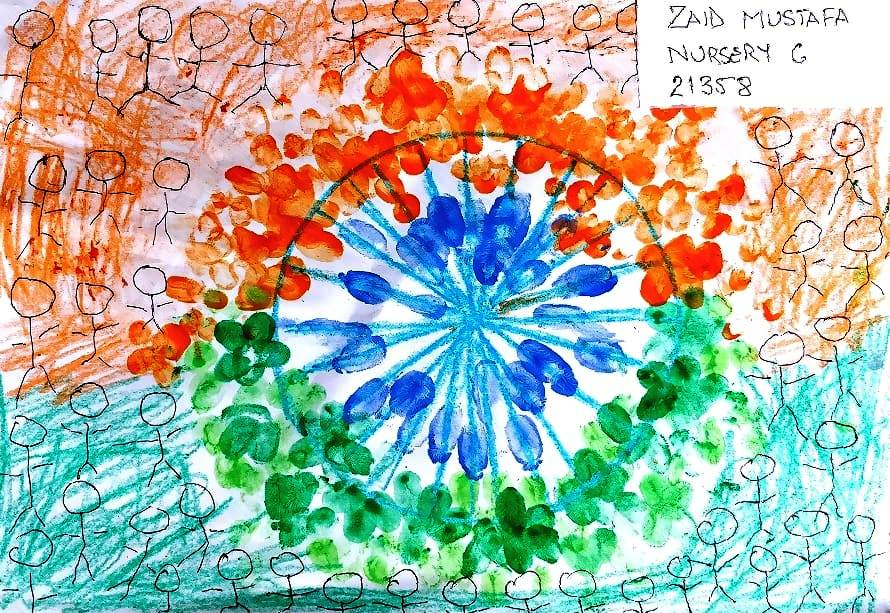 ZAID MUSTAFA
NURSERY G
21358